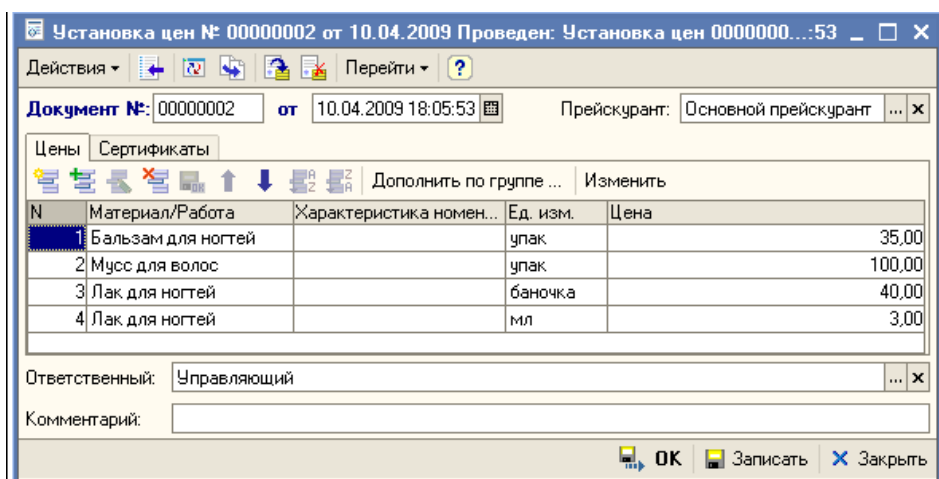 Установка цен № 00000002 от 10.04.2009 Проведен: Установка цен 0000000...:53
Действия Перейти ?
Документ №: 00000002 от 10.04.2009 18:05:53 Прейскурант: Основной прейскурант ... x
Цены Сертификаты
Дополнить по группе ... Изменить
N Материал/Работа Характеристика номен... Ед. изм. Цена
1 Бальзам для ногтей упак 35,00
2 Мусс для волос упак 100,00
3 Лак для ногтей баночка 40,00
4 Лак для ногтей мл 3,00
Ответственный: Управляющий ... x
Комментарий:
OK Записать Закрыть